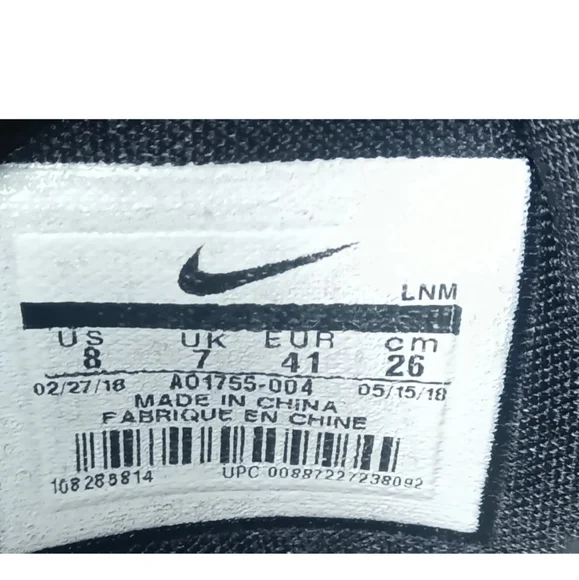 LNM
US UK EUR cm
8 7 41 26
02/27/18 AO1755-004 05/15/18
MADE IN CHINA
FABRIQUE EN CHINE
108285814 UPC 00887227238092